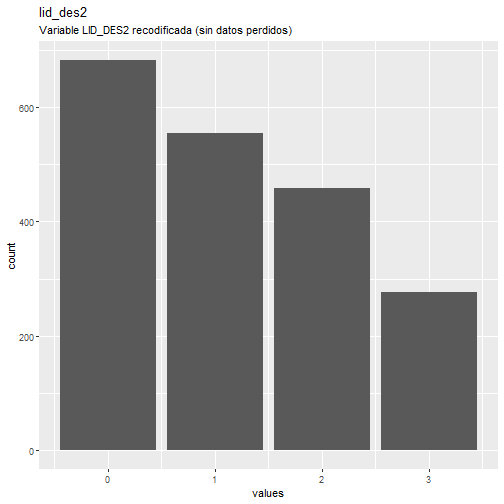 lid_des2
Variable LID_DES2 recodificada (sin datos perdidos)
count
600
400
200
0
0 1 2 3
values